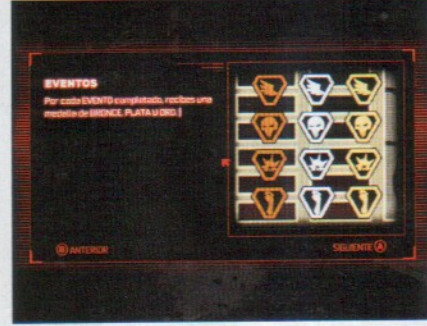 EVENTOS
Por cada EVENTO completado, recibes una
medalla de BRONCE, PLATA U ORO.
B ANTERIOR
SIGUIENTE A